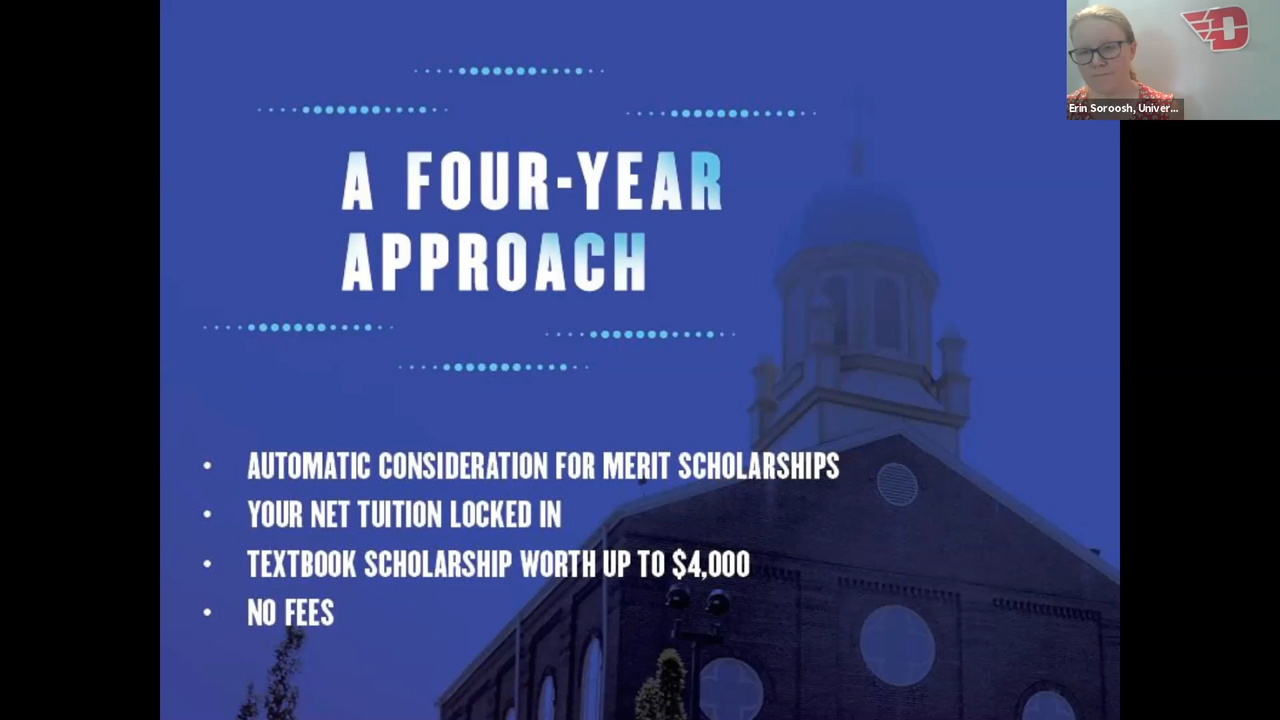 A FOUR-YEAR
APPROACH
• AUTOMATIC CONSIDERATION FOR MERIT SCHOLARSHIPS
• YOUR NET TUITION LOCKED IN
• TEXTBOOK SCHOLARSHIP WORTH UP TO $4,000
• NO FEES
D
Erin Soroosh, Univer...